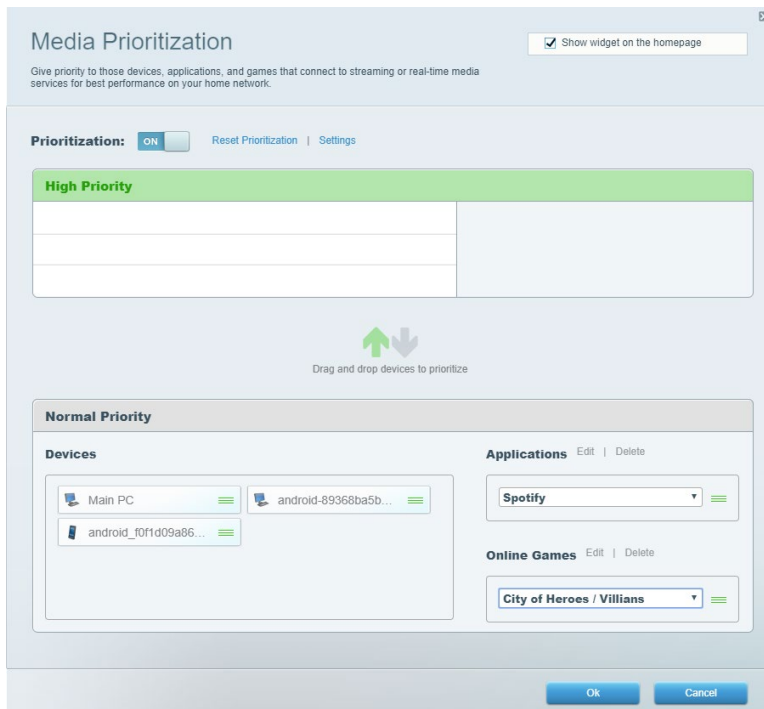 Media Prioritization
Show widget on the homepage
Give priority to those devices, applications, and games that connect to streaming or real-time media
services for best performance on your home network.
Prioritization: ON Reset Prioritization | Settings
High Priority
Drag and drop devices to prioritize
Normal Priority
Devices
Main PC
android-89368ba5b...
android_f0f1d09a86...
Applications Edit | Delete
Spotify
Online Games Edit | Delete
City of Heroes / Villians
Ok
Cancel